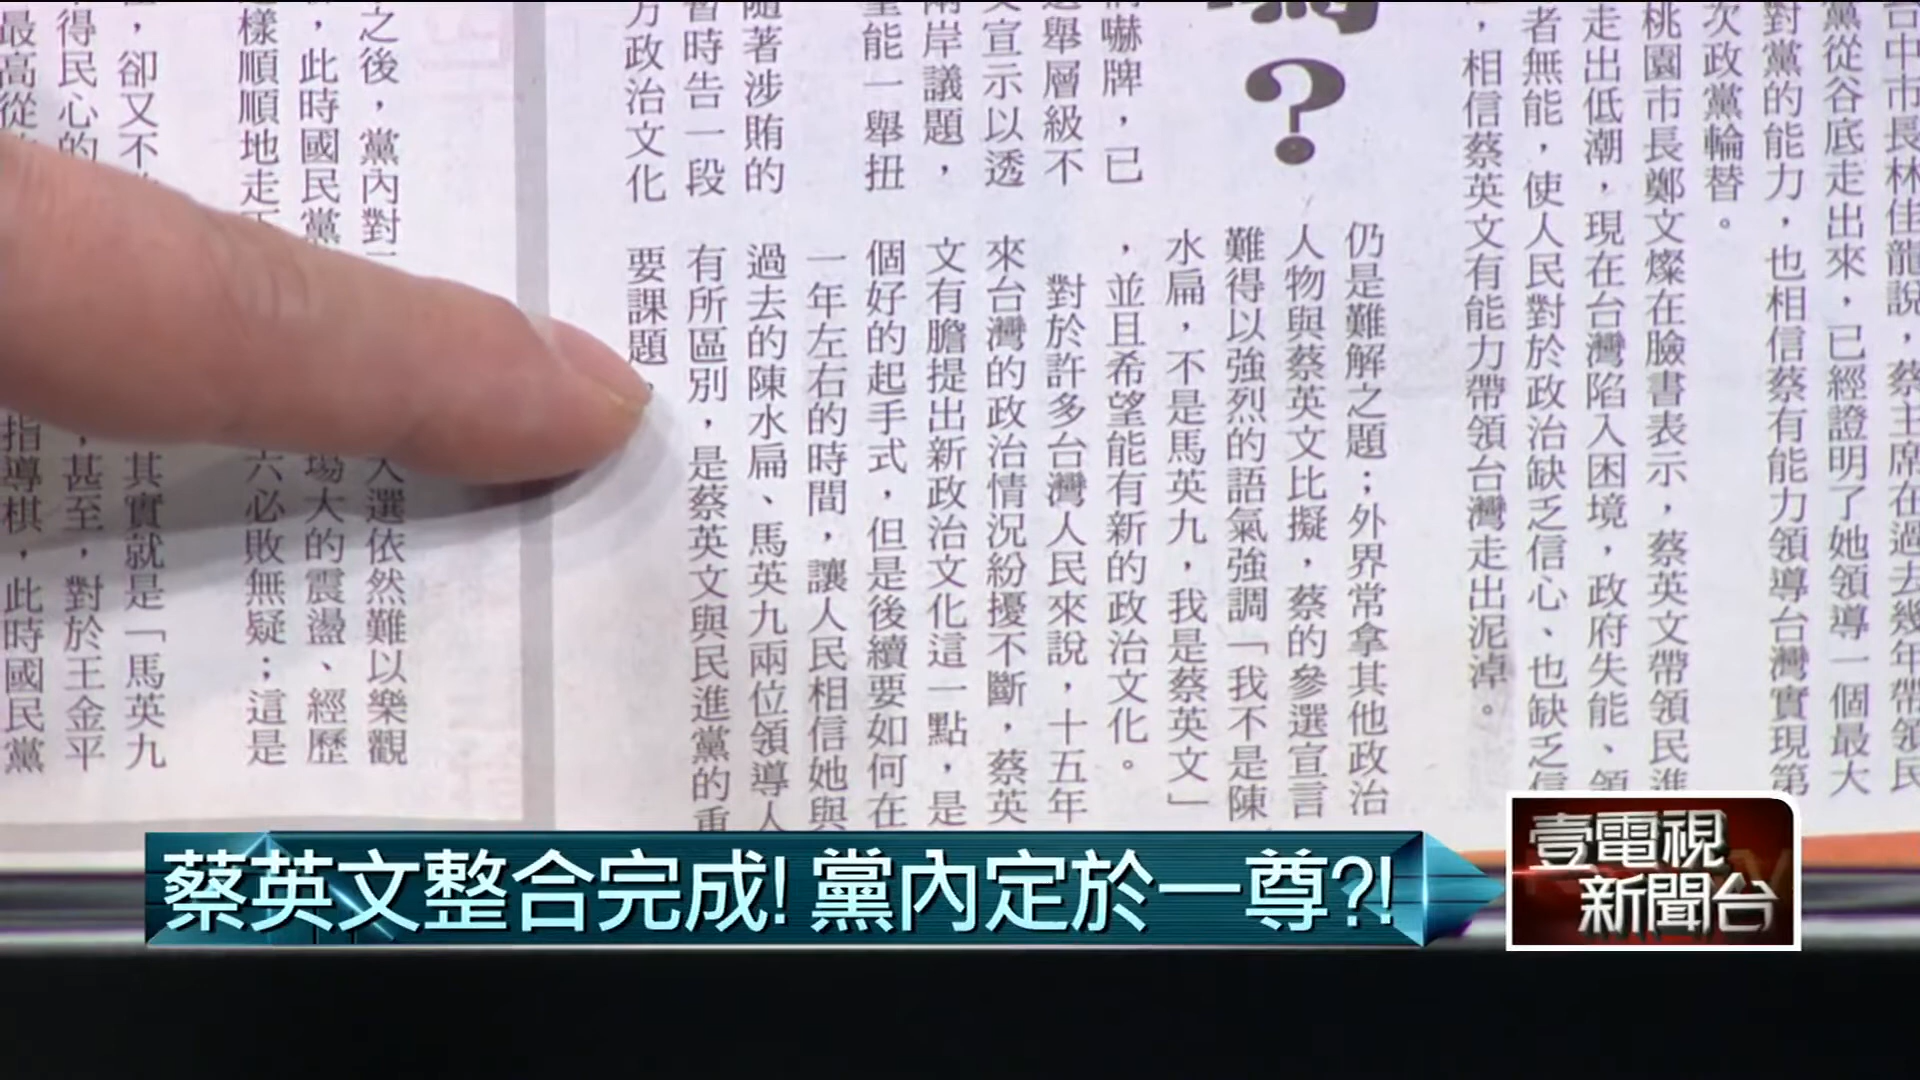 台中市長林佳龍說，蔡主席在過去幾年帶領民
黨從谷底走出來，已經證明了她領導一個最大
對黨的能力，也相信蔡有能力領導台灣實現第
次政黨輪替。
桃園市長鄭文燦在臉書表示，蔡英文帶領民進
走出低潮，現在台灣陷入困境，政府失能、領
者無能，使人民對於政治缺乏信心、也缺乏信
，相信蔡英文有能力帶領台灣走出泥淖。
嗎？
嚇牌，已
選舉層級不
文宣示以透
兩岸議題，
望能一舉扭
隨著涉賄的
暫時告一段
方政治文化
仍是難解之題；外界常拿其他政治
人物與蔡英文比擬，蔡的參選宣言
難得以強烈的語氣強調「我不是陳
水扁，不是馬英九，我是蔡英文」
，並且希望能有新的政治文化。
對於許多台灣人民來說，十五年
來台灣的政治情況紛擾不斷，蔡英
文有膽提出新政治文化這一點，是
個好的起手式，但是後續要如何在
一年左右的時間，讓人民相信她與
過去的陳水扁、馬英九兩位領導人
有所區別，是蔡英文與民進黨的重
要課題。
之後，黨內對 人選依然難以樂觀
，此時國民黨 場大的震盪、經歷
樣順順地走 六必敗無疑；這是
，卻又不 其實就是「馬英九
得民心的 ，甚至，對於王金平
最高從 指導棋，此時國民黨
蔡英文整合完成!黨內定於一尊?!
壹電視
新聞台